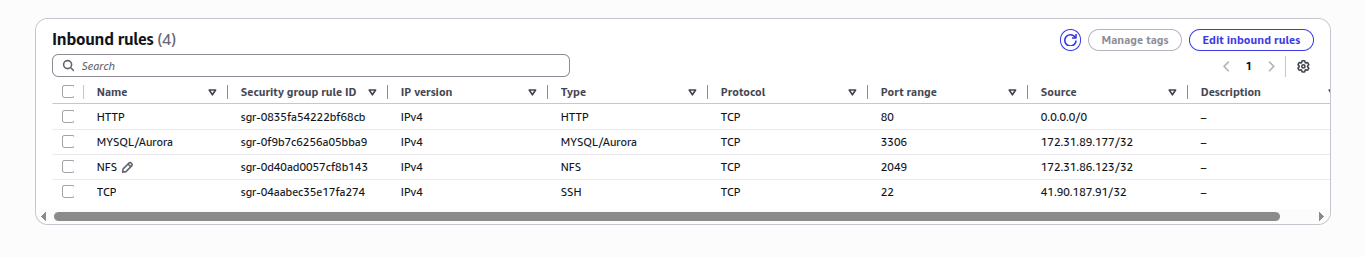 Inbound rules (4)
Manage tags
Edit inbound rules
Search
1
Name Security group rule ID IP version Type Protocol Port range Source Description
HTTP sgr-0835fa54222bf68cb IPv4 HTTP TCP 80 0.0.0.0/0 –
MYSQL/Aurora sgr-0f9b7c6256a05bba9 IPv4 MYSQL/Aurora TCP 3306 172.31.89.177/32 –
NFS sgr-0d40ad0057cf8b143 IPv4 NFS TCP 2049 172.31.86.123/32 –
TCP sgr-04aabec35e17fa274 IPv4 SSH TCP 22 41.90.187.91/32 –